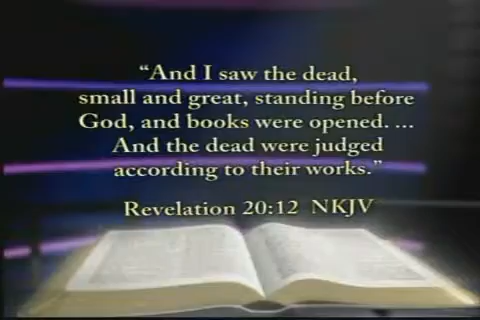 “And I saw the dead,
small and great, standing before
God, and books were opened. ...
And the dead were judged
according to their works.”
Revelation 20:12 NKJV